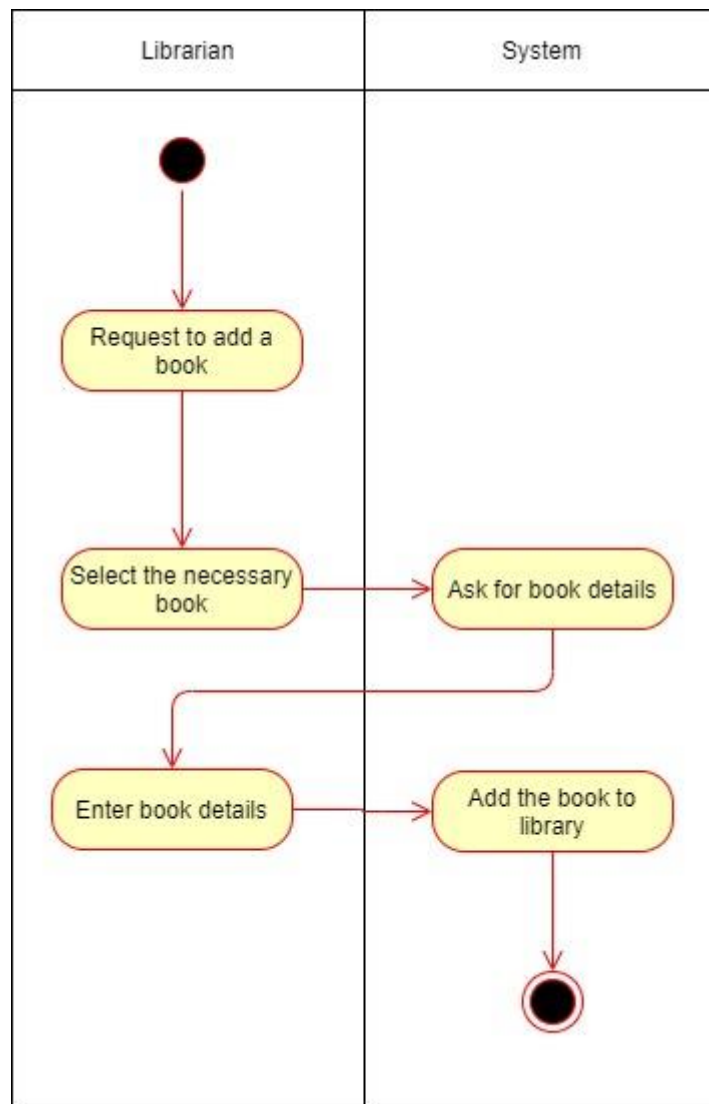 Librarian
System
Request to add a
book
Select the necessary
book
Ask for book details
Enter book details
Add the book to
library